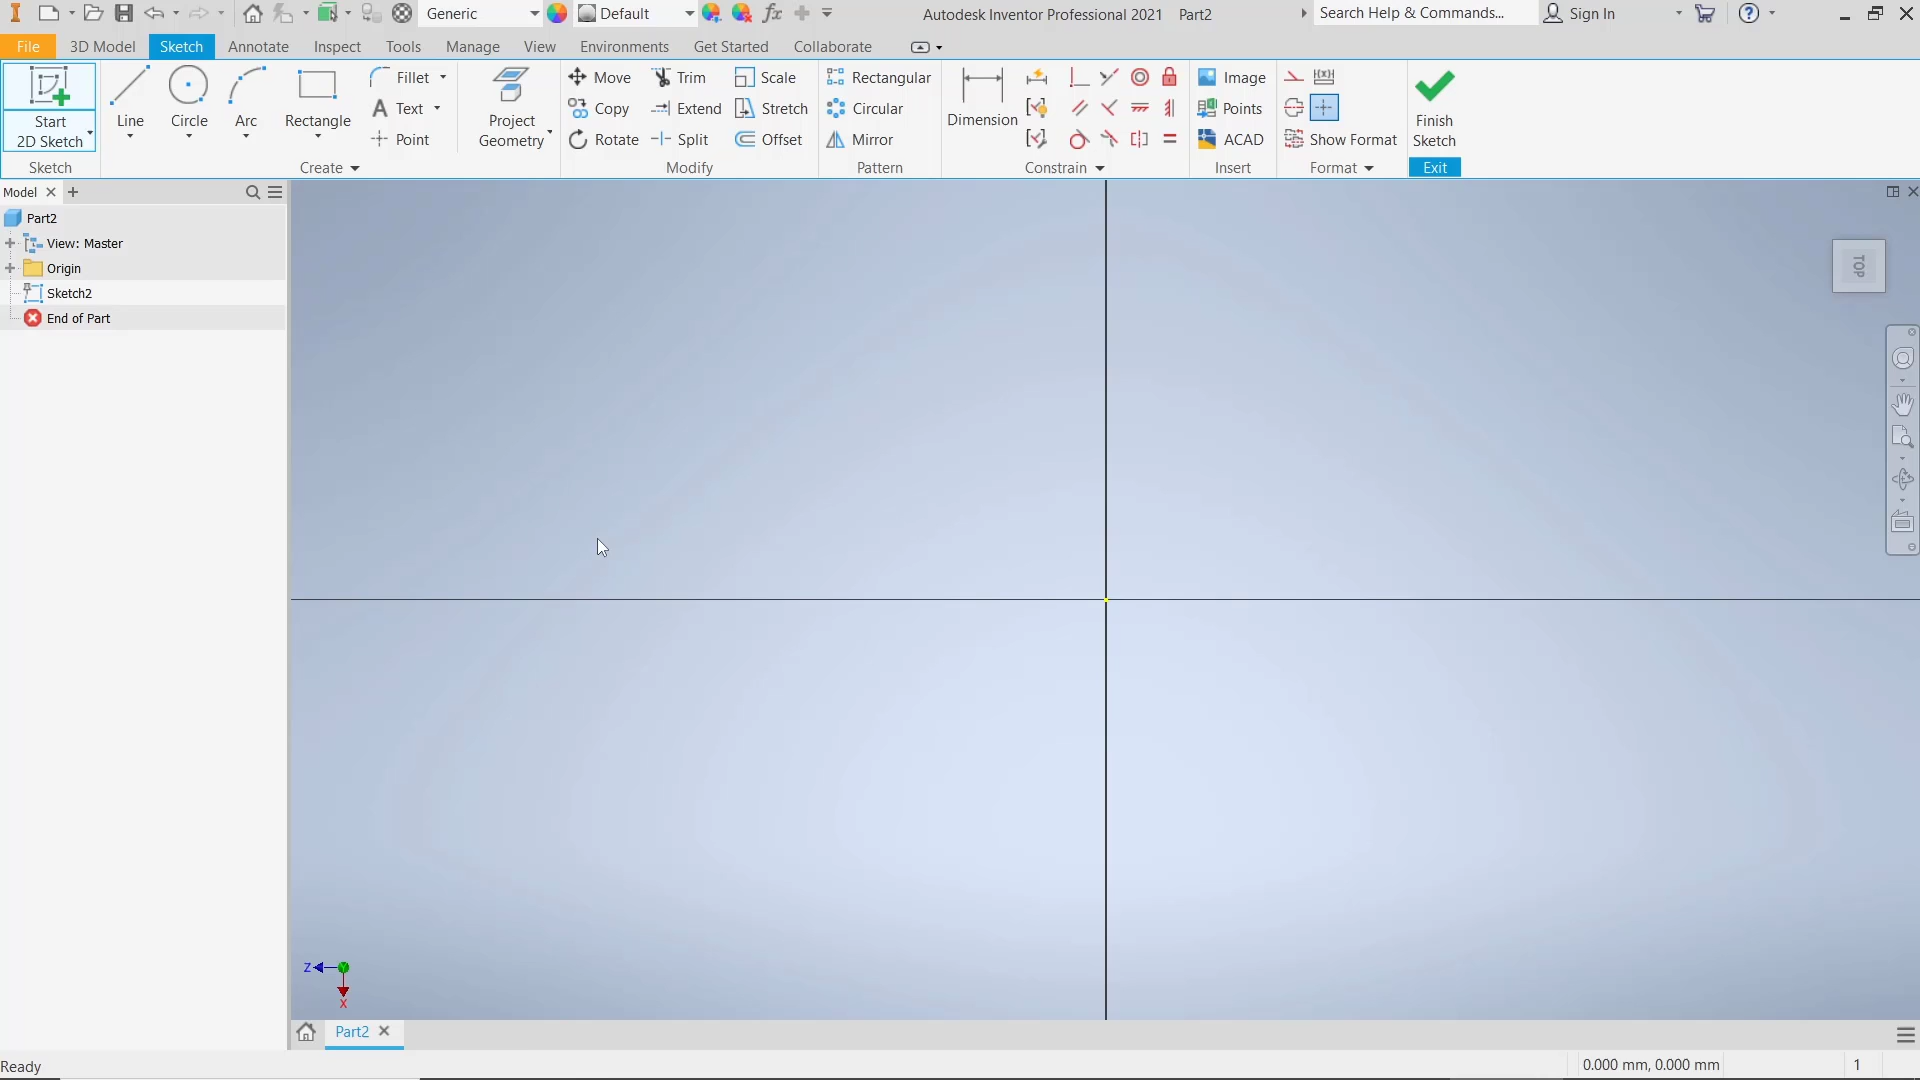 Generic
Default
Autodesk Inventor Professional 2021 Part2
Search Help & Commands...
Sign In
File
3D Model
Sketch
Annotate
Inspect
Tools
Manage
View
Environments
Get Started
Collaborate
Start
2D Sketch
Line
Circle
Arc
Rectangle
Fillet
Text
Point
Project
Geometry
Move
Copy
Rotate
Trim
Extend
Split
Scale
Stretch
Offset
Rectangular
Circular
Mirror
Dimension
Image
Points
ACAD
Show Format
Finish
Sketch
Sketch
Create
Modify
Pattern
Constrain
Insert
Format
Exit
Model
Part2
View: Master
Origin
Sketch2
End of Part
TOP
Z
X
Part2
Ready
0.000 mm, 0.000 mm
1